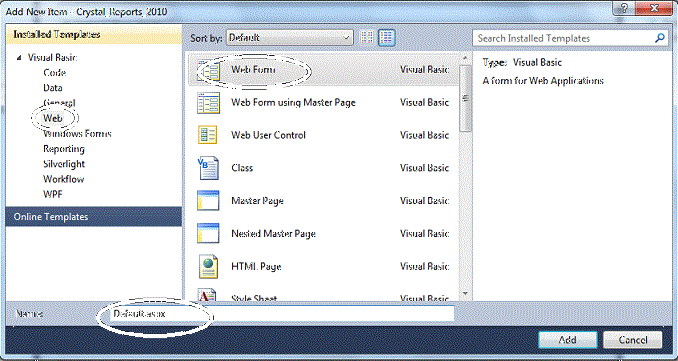 Add New Item - Crystal_Reports_2010
Installed Templates
Visual Basic
Code
Data
General
Web
Windows Forms
Reporting
Silverlight
Workflow
WPF
Online Templates
Sort by: Default
Web Form Visual Basic
Web Form using Master Page Visual Basic
Web User Control Visual Basic
Class Visual Basic
Master Page Visual Basic
Nested Master Page Visual Basic
HTML Page Visual Basic
Style Sheet Visual Basic
Search Installed Templates
Type: Visual Basic
A form for Web Applications
Name: Default.aspx
Add Cancel